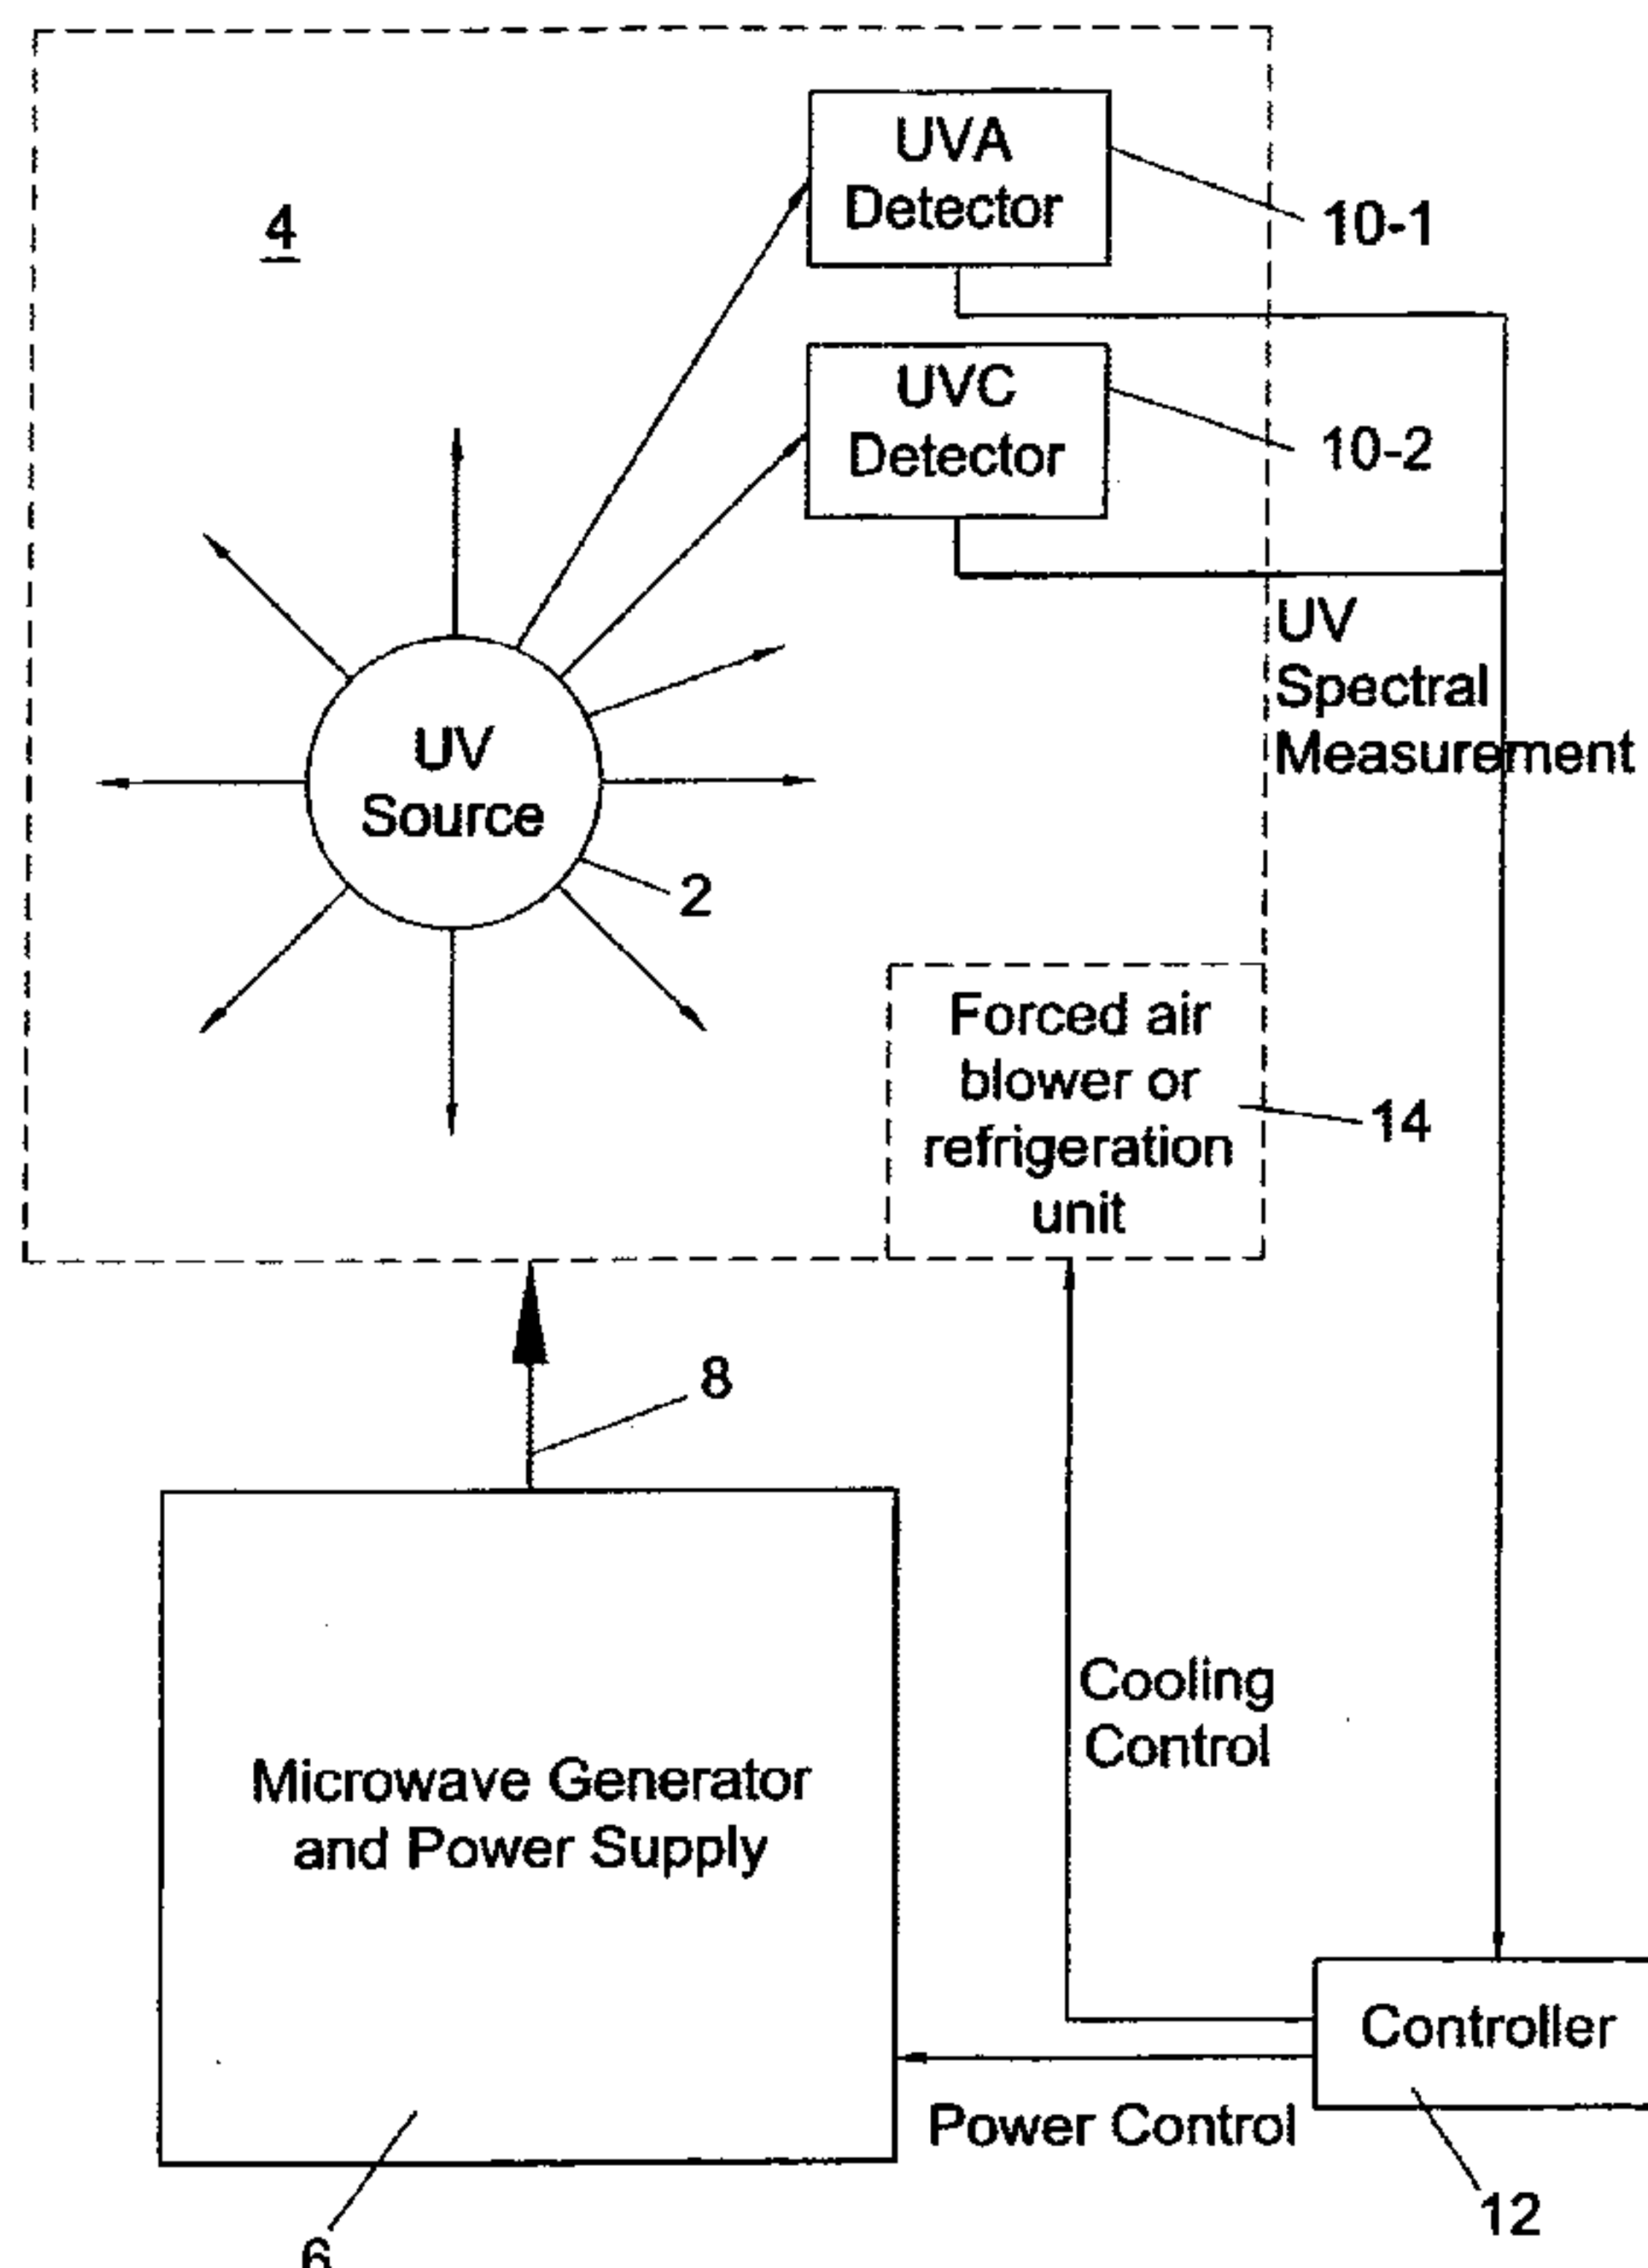 UVA
Detector
10-1
4
UVC
Detector
10-2
UV
Spectral
Measurement
UV
Source
2
Forced air
blower or
refrigeration
unit
14
8
Cooling
Control
Microwave Generator
and Power Supply
Controller
Power Control
12
6